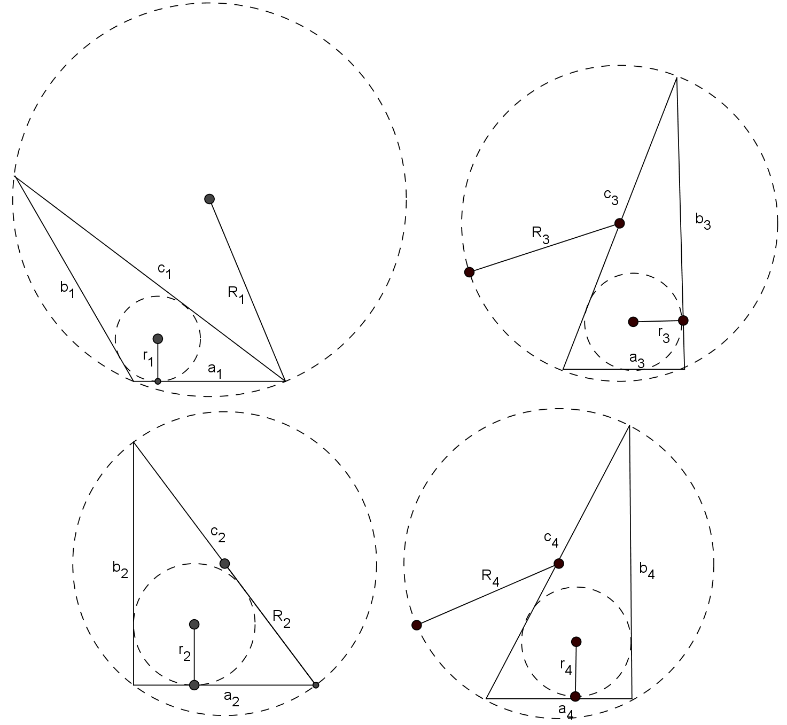 c₁
b₁
R₁
r₁
a₁
c₃
b₃
R₃
r₃
a₃
c₂
b₂
R₂
r₂
a₂
c₄
b₄
R₄
r₄
a₄